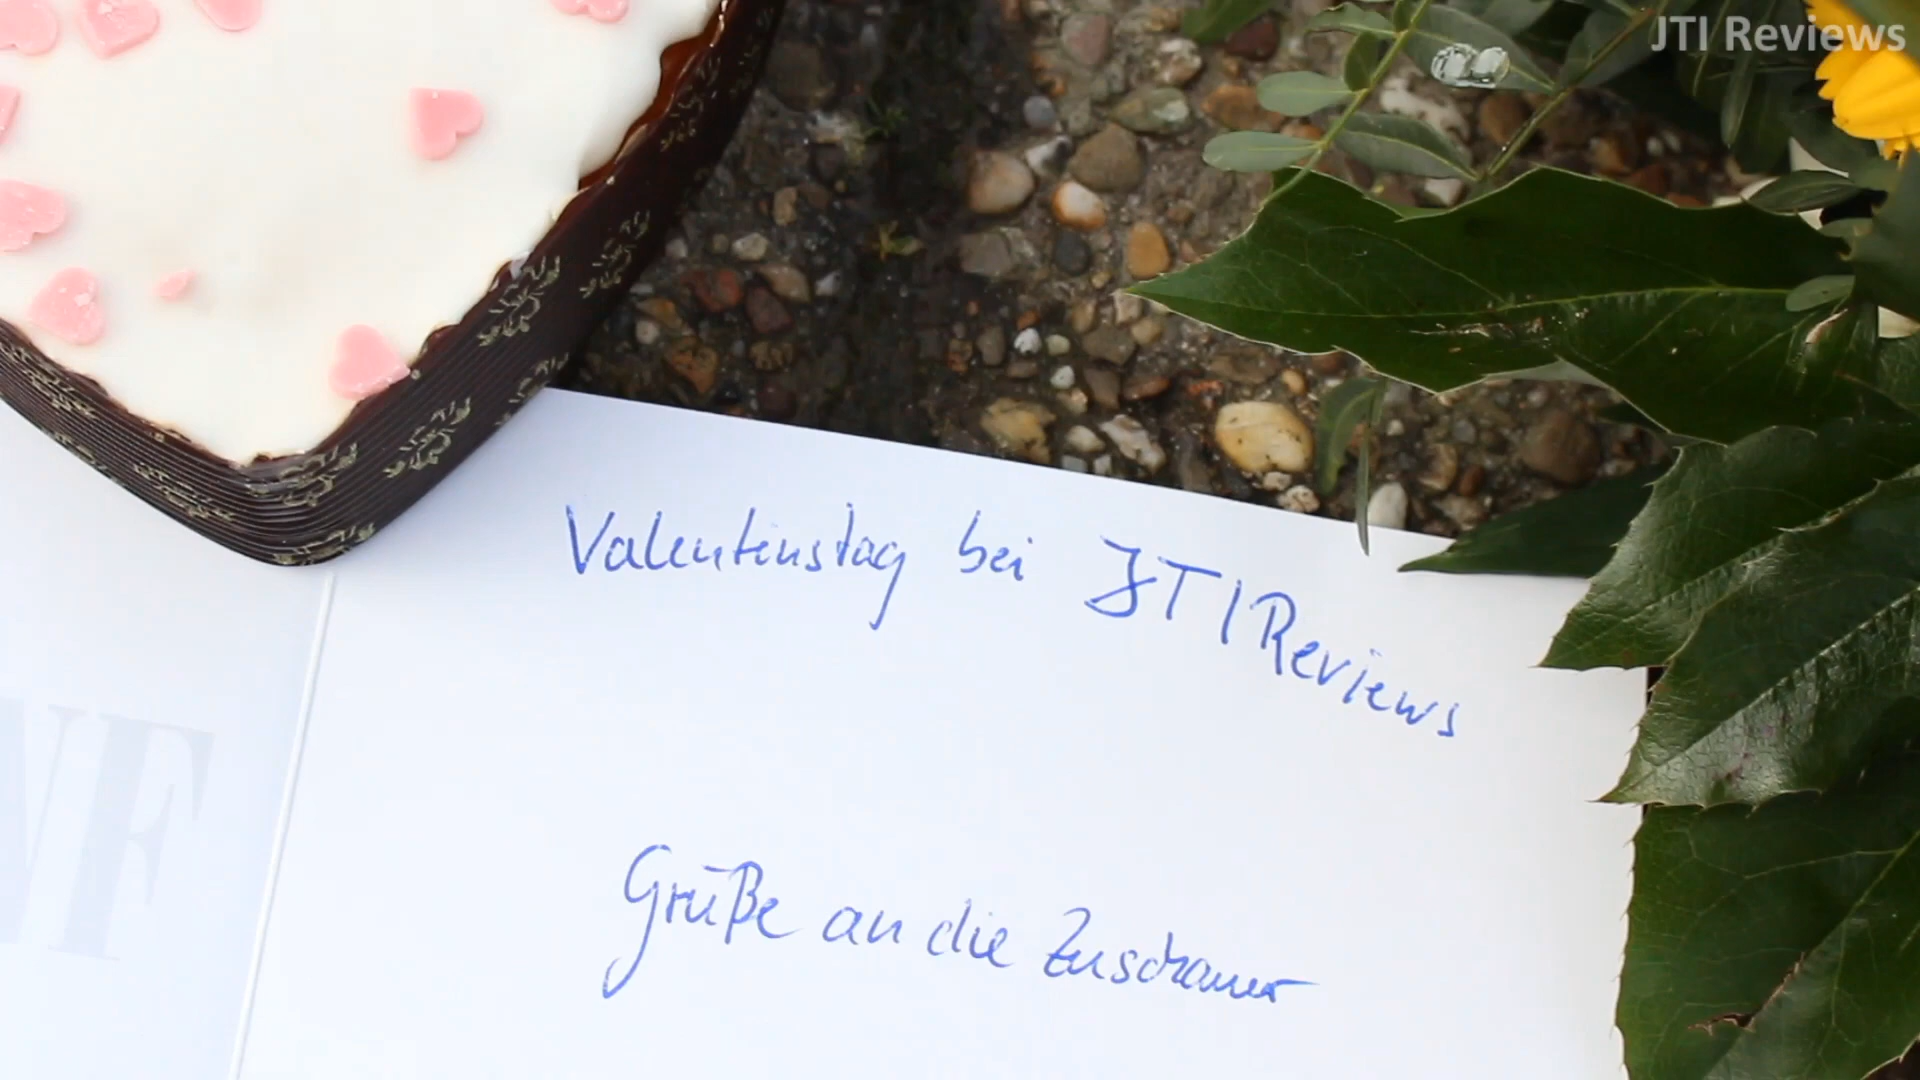 JTI Reviews
Valentinstag bei JTI Reviews
Grüße an die Zuschauer